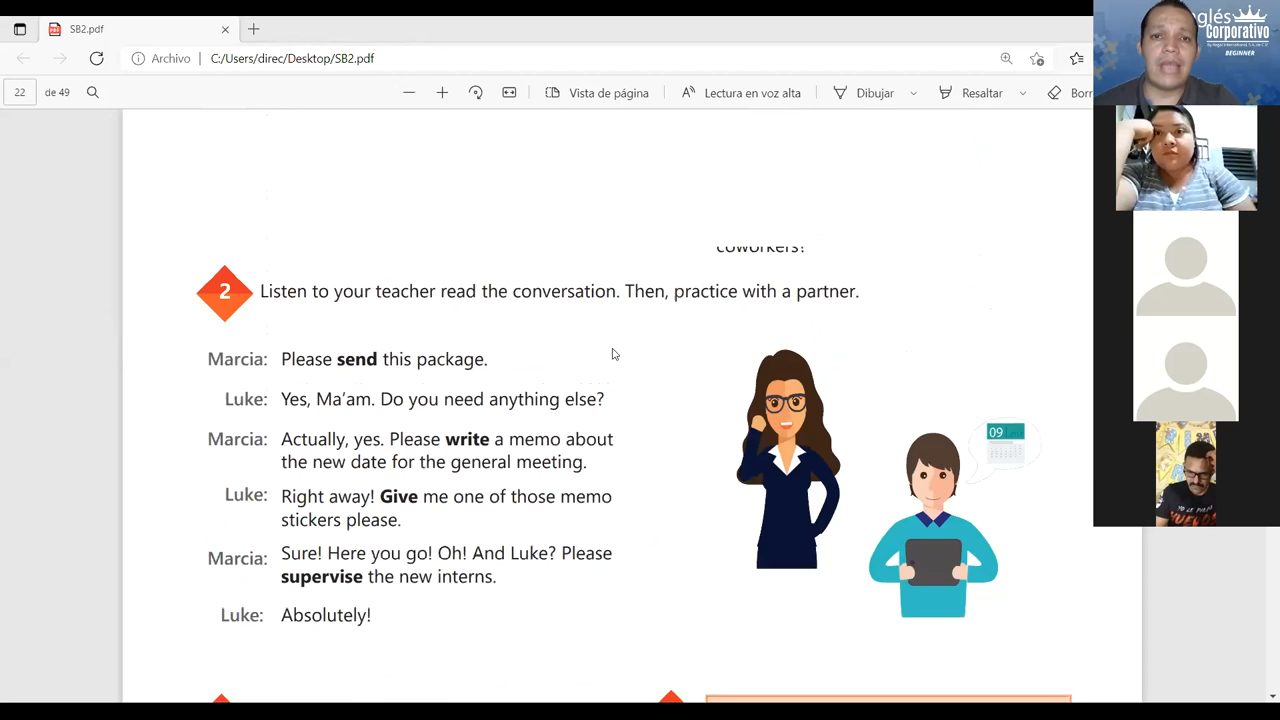 SB2.pdf
Archivo C:/Users/direc/Desktop/SB2.pdf
22 de 49 Vista de página Lectura en voz alta Dibujar Resaltar Borr
coworkers?
2 Listen to your teacher read the conversation. Then, practice with a partner.
Marcia: Please send this package.
Luke: Yes, Ma'am. Do you need anything else?
Marcia: Actually, yes. Please write a memo about
the new date for the general meeting.
Luke: Right away! Give me one of those memo
stickers please.
Marcia: Sure! Here you go! Oh! And Luke? Please
supervise the new interns.
Luke: Absolutely!
09
glés
Corporativo
BEGINNER